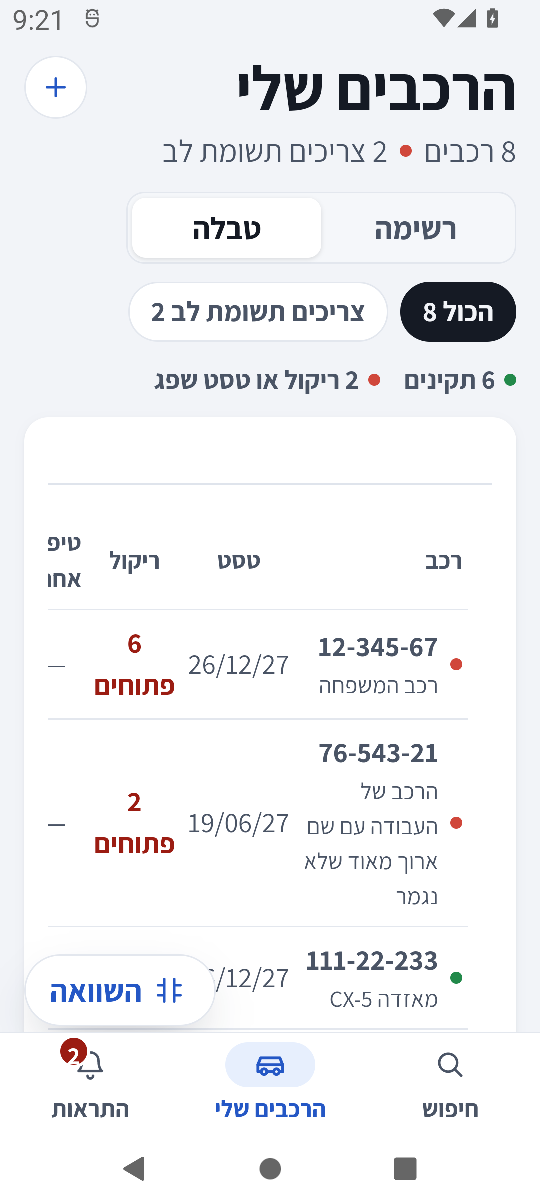 9:21
הרכבים שלי
8 רכבים • 2 צריכים תשומת לב
רשימה טבלה
הכול 8 צריכים תשומת לב 2
6 תקינים 2 ריקול או טסט שפג
רכב טסט ריקול טיפ
אחר
12-345-67
רכב המשפחה
26/12/27
6
פתוחים
—
76-543-21
הרכב של
העבודה עם שם
ארוך מאוד שלא
נגמר
19/06/27
2
פתוחים
—
111-22-233
מאזדה CX-5
/12/27
השוואה
חיפוש הרכבים שלי התראות
2